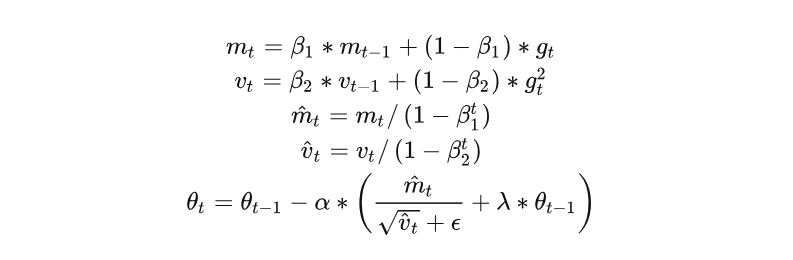 m_t = β_1 * m_{t−1} + (1 − β_1) * g_t
v_t = β_2 * v_{t−1} + (1 − β_2) * g_t^2
m̂_t = m_t / (1 − β_1^t)
v̂_t = v_t / (1 − β_2^t)
θ_t = θ_{t−1} − α * (m̂_t / (√v̂_t + ϵ) + λ * θ_{t−1})